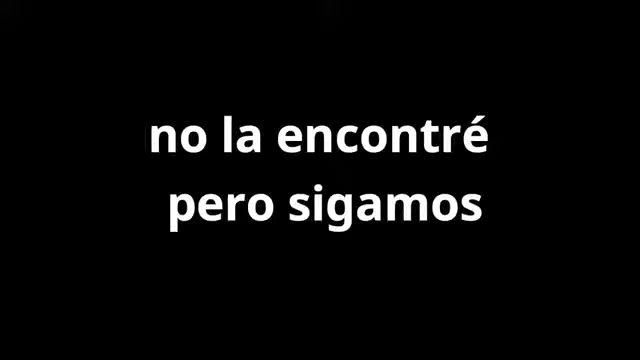 no la encontré
pero sigamos